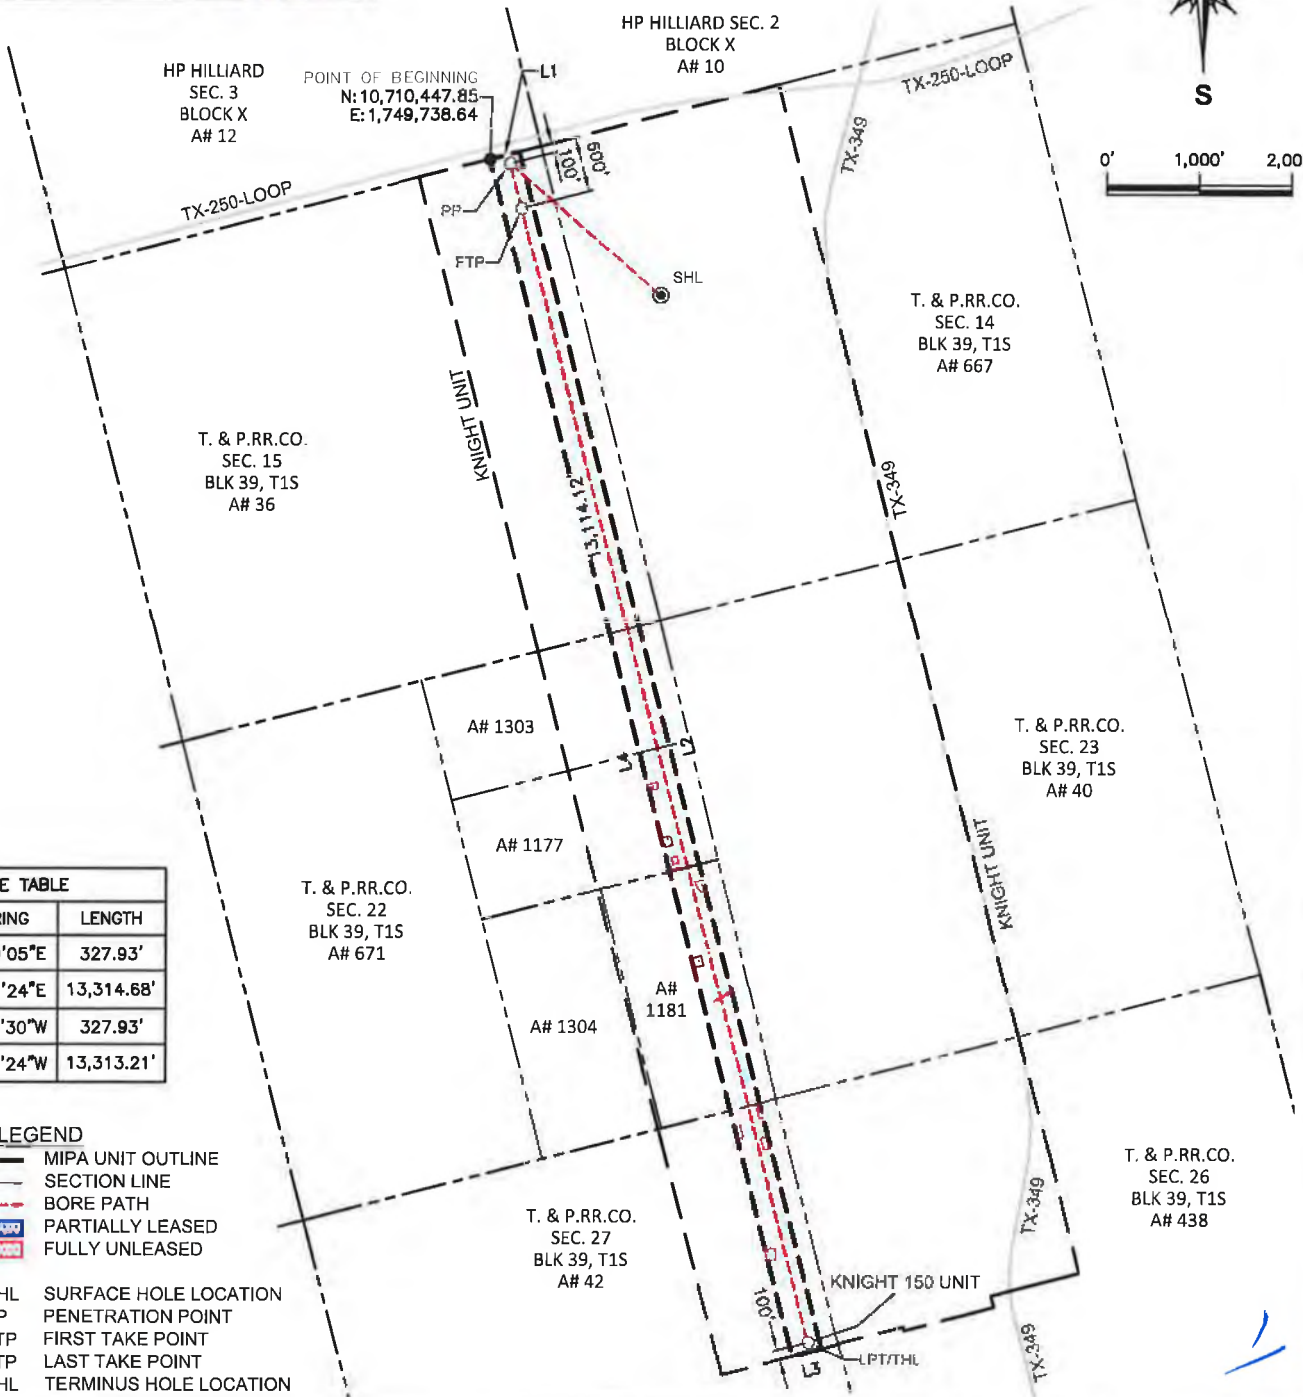 HP HILLIARD
SEC. 3
BLOCK X
A# 12
POINT OF BEGINNING
N:10,710,447.85
E:1,749,738.64
L1
HP HILLIARD SEC. 2
BLOCK X
A# 10
TX-250-LOOP
S
0' 1,000' 2,00
TX-349
TX-250-LOOP
100'
600'
PP
FTP
SHL
T. & P.RR.CO.
SEC. 14
BLK 39, T1S
A# 667
KNIGHT UNIT
T. & P.RR.CO.
SEC. 15
BLK 39, T1S
A# 36
13,114.12'
TX-349
A# 1303
L4
L2
T. & P.RR.CO.
SEC. 23
BLK 39, T1S
A# 40
A# 1177
KNIGHT UNIT
T. & P.RR.CO.
SEC. 22
BLK 39, T1S
A# 671
E TABLE
RING LENGTH
'05"E 327.93'
'24"E 13,314.68'
'30"W 327.93'
'24"W 13,313.21'
A#
1181
A# 1304
LEGEND
MIPA UNIT OUTLINE
SECTION LINE
BORE PATH
PARTIALLY LEASED
FULLY UNLEASED
HL SURFACE HOLE LOCATION
P PENETRATION POINT
TP FIRST TAKE POINT
TP LAST TAKE POINT
HL TERMINUS HOLE LOCATION
T. & P.RR.CO.
SEC. 26
BLK 39, T1S
A# 438
TX-349
T. & P.RR.CO.
SEC. 27
BLK 39, T1S
A# 42
KNIGHT 150 UNIT
100'
LPT/THL
L3
TX-349